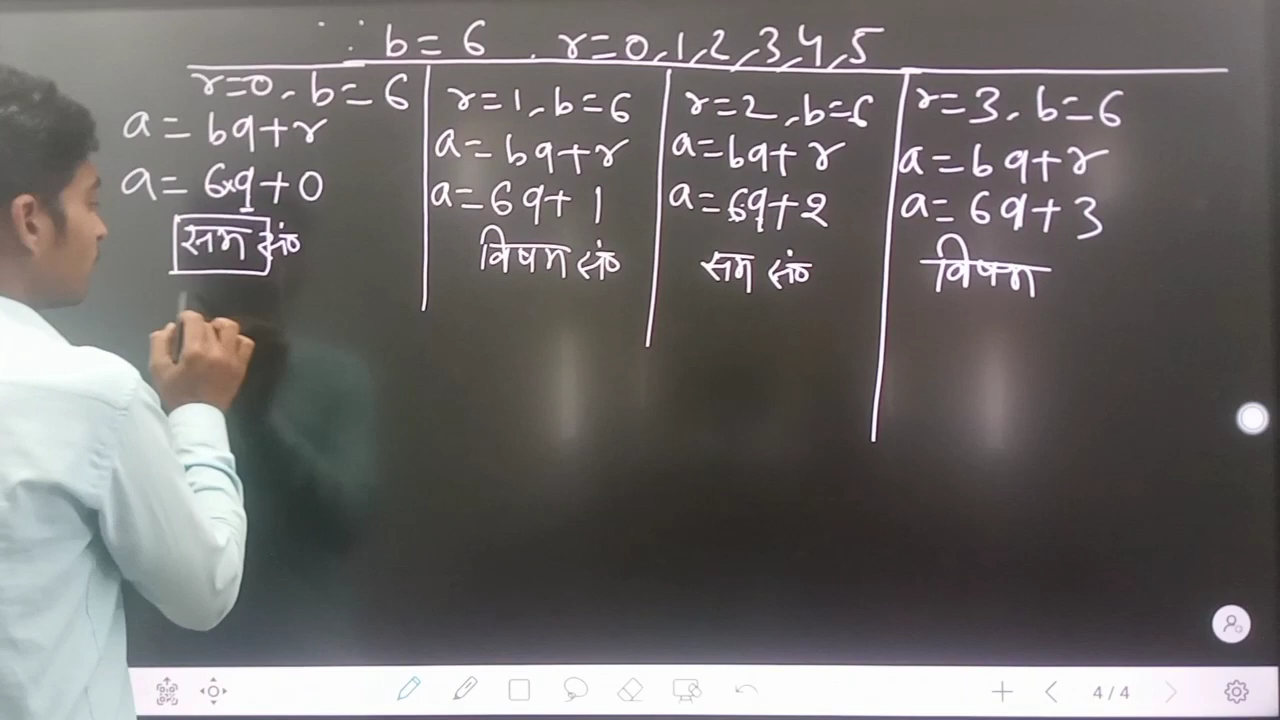 ∴ b = 6 , r = 0, 1, 2, 3, 4, 5
r=0, b = 6
a = bq+r
a = 6×q+0
सम सं०
r=1, b=6
a=bq+r
a=6q+1
विषम सं०
r=2, b=6
a=bq+r
a=6q+2
सम सं०
r=3, b=6
a=bq+r
a=6q+3
विषम
4/4